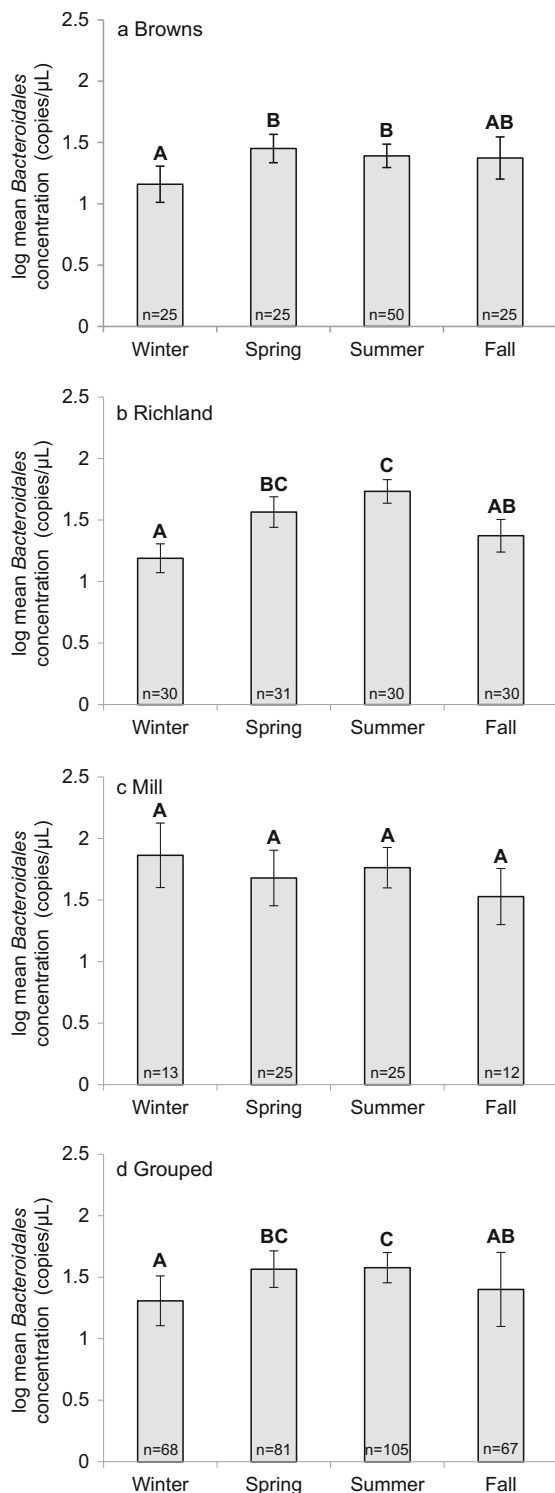 a Browns
log mean Bacteroidales
concentration (copies/µL)
2.5
2
1.5
1
0.5
0
A
B
B
AB
n=25
n=25
n=50
n=25
Winter
Spring
Summer
Fall
b Richland
log mean Bacteroidales
concentration (copies/µL)
2.5
2
1.5
1
0.5
0
A
BC
C
AB
n=30
n=31
n=30
n=30
Winter
Spring
Summer
Fall
c Mill
log mean Bacteroidales
concentration (copies/µL)
2.5
2
1.5
1
0.5
0
A
A
A
A
n=13
n=25
n=25
n=12
Winter
Spring
Summer
Fall
d Grouped
log mean Bacteroidales
concentration (copies/µL)
2.5
2
1.5
1
0.5
0
A
BC
C
AB
n=68
n=81
n=105
n=67
Winter
Spring
Summer
Fall